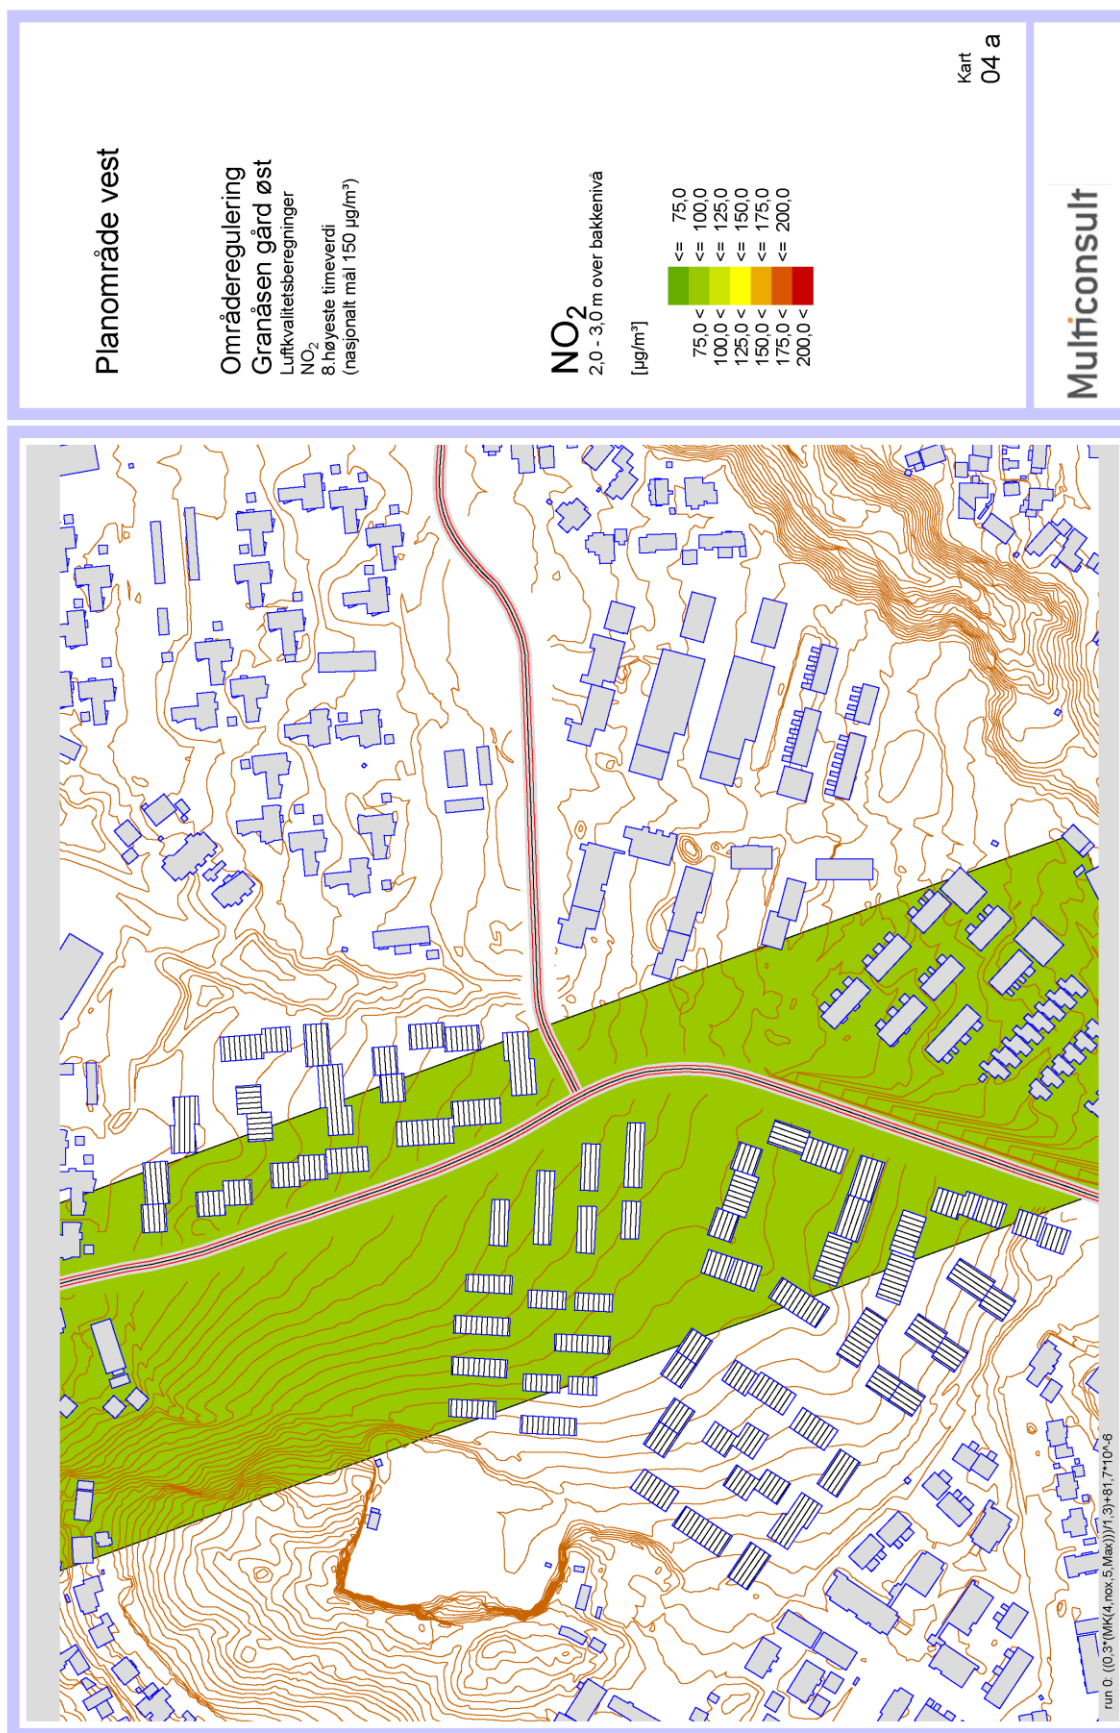 Planområde vest
Områderegulering
Granåsen gård øst
Luftkvalitetsberegninger
NO₂
8.høyeste timeverdi
(nasjonalt mål 150 µg/m³)
NO₂
2,0 - 3,0 m over bakkenivå
[µg/m³]
<= 75,0
75,0 < <= 100,0
100,0 < <= 125,0
125,0 < <= 150,0
150,0 < <= 175,0
175,0 < <= 200,0
200,0 <
Kart
04 a
Multiconsult
run 0: ((0,3*(MK(4,nox,5,Max)))/1,3)+81,7*10^-6